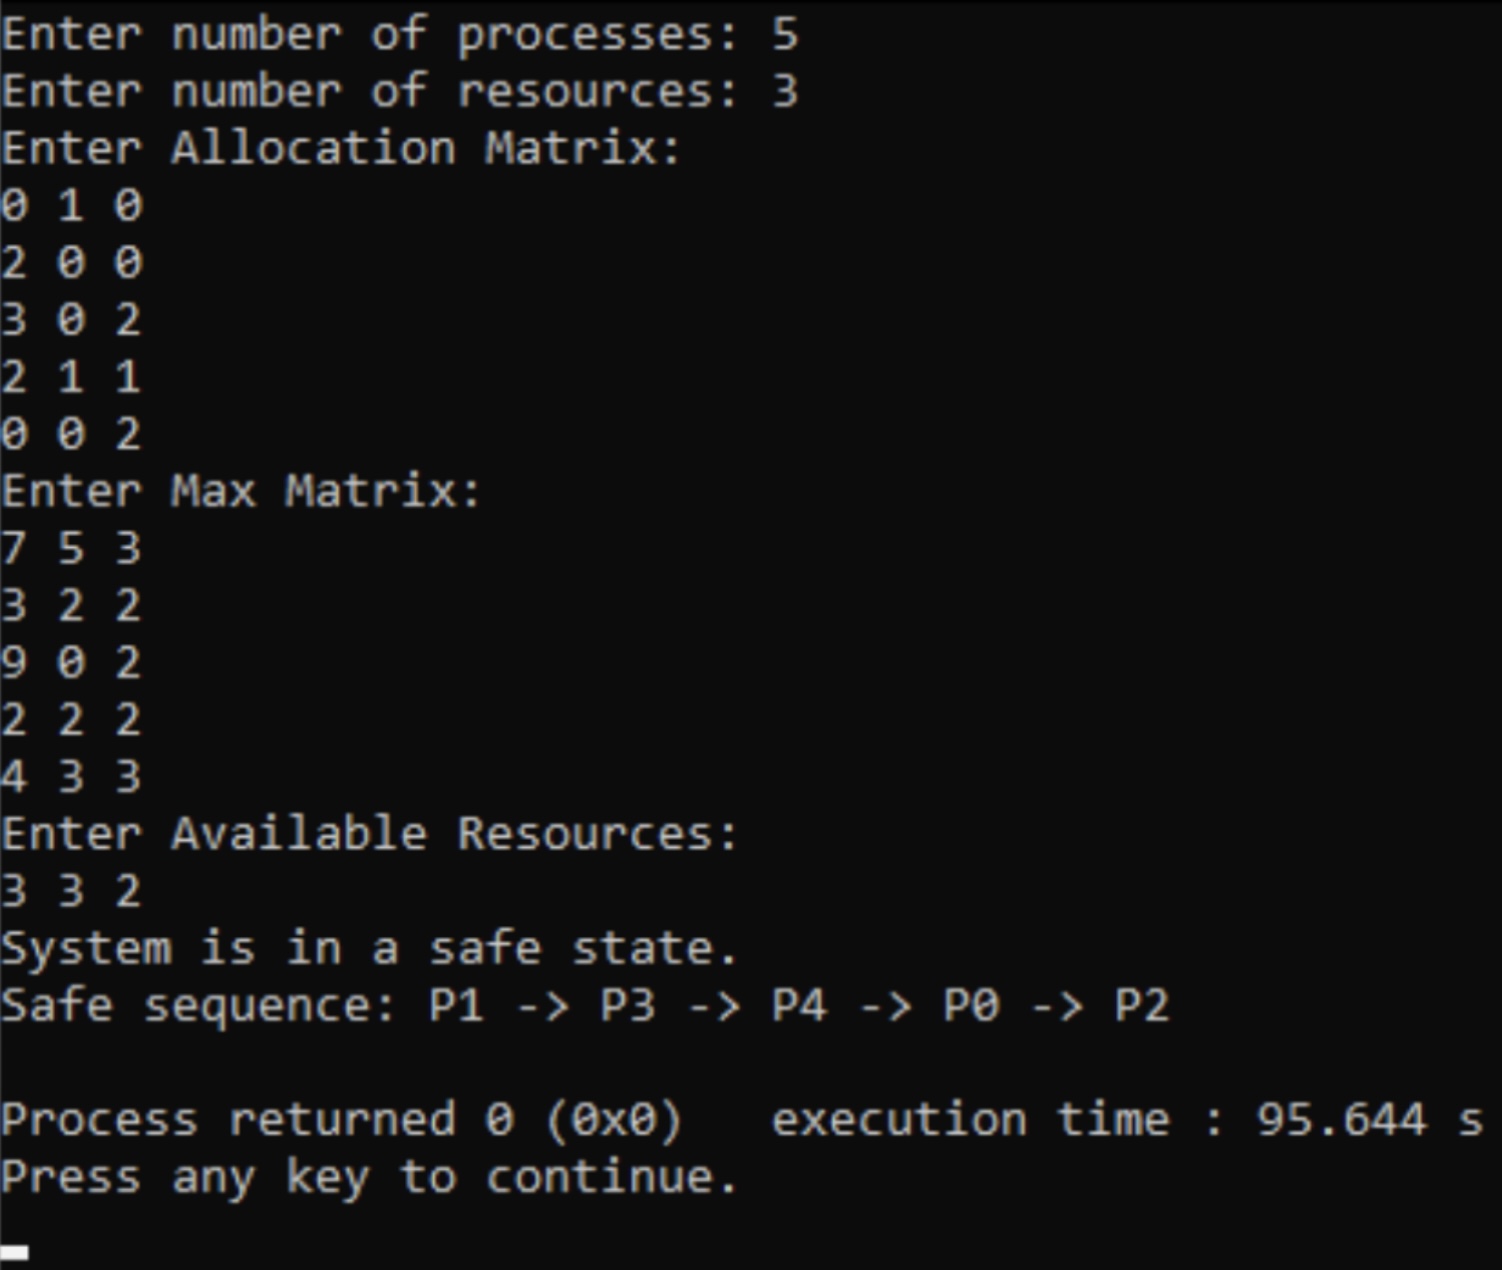 Enter number of processes: 5
Enter number of resources: 3
Enter Allocation Matrix:
0 1 0
2 0 0
3 0 2
2 1 1
0 0 2
Enter Max Matrix:
7 5 3
3 2 2
9 0 2
2 2 2
4 3 3
Enter Available Resources:
3 3 2
System is in a safe state.
Safe sequence: P1 -> P3 -> P4 -> P0 -> P2
Process returned 0 (0x0)   execution time : 95.644 s
Press any key to continue.